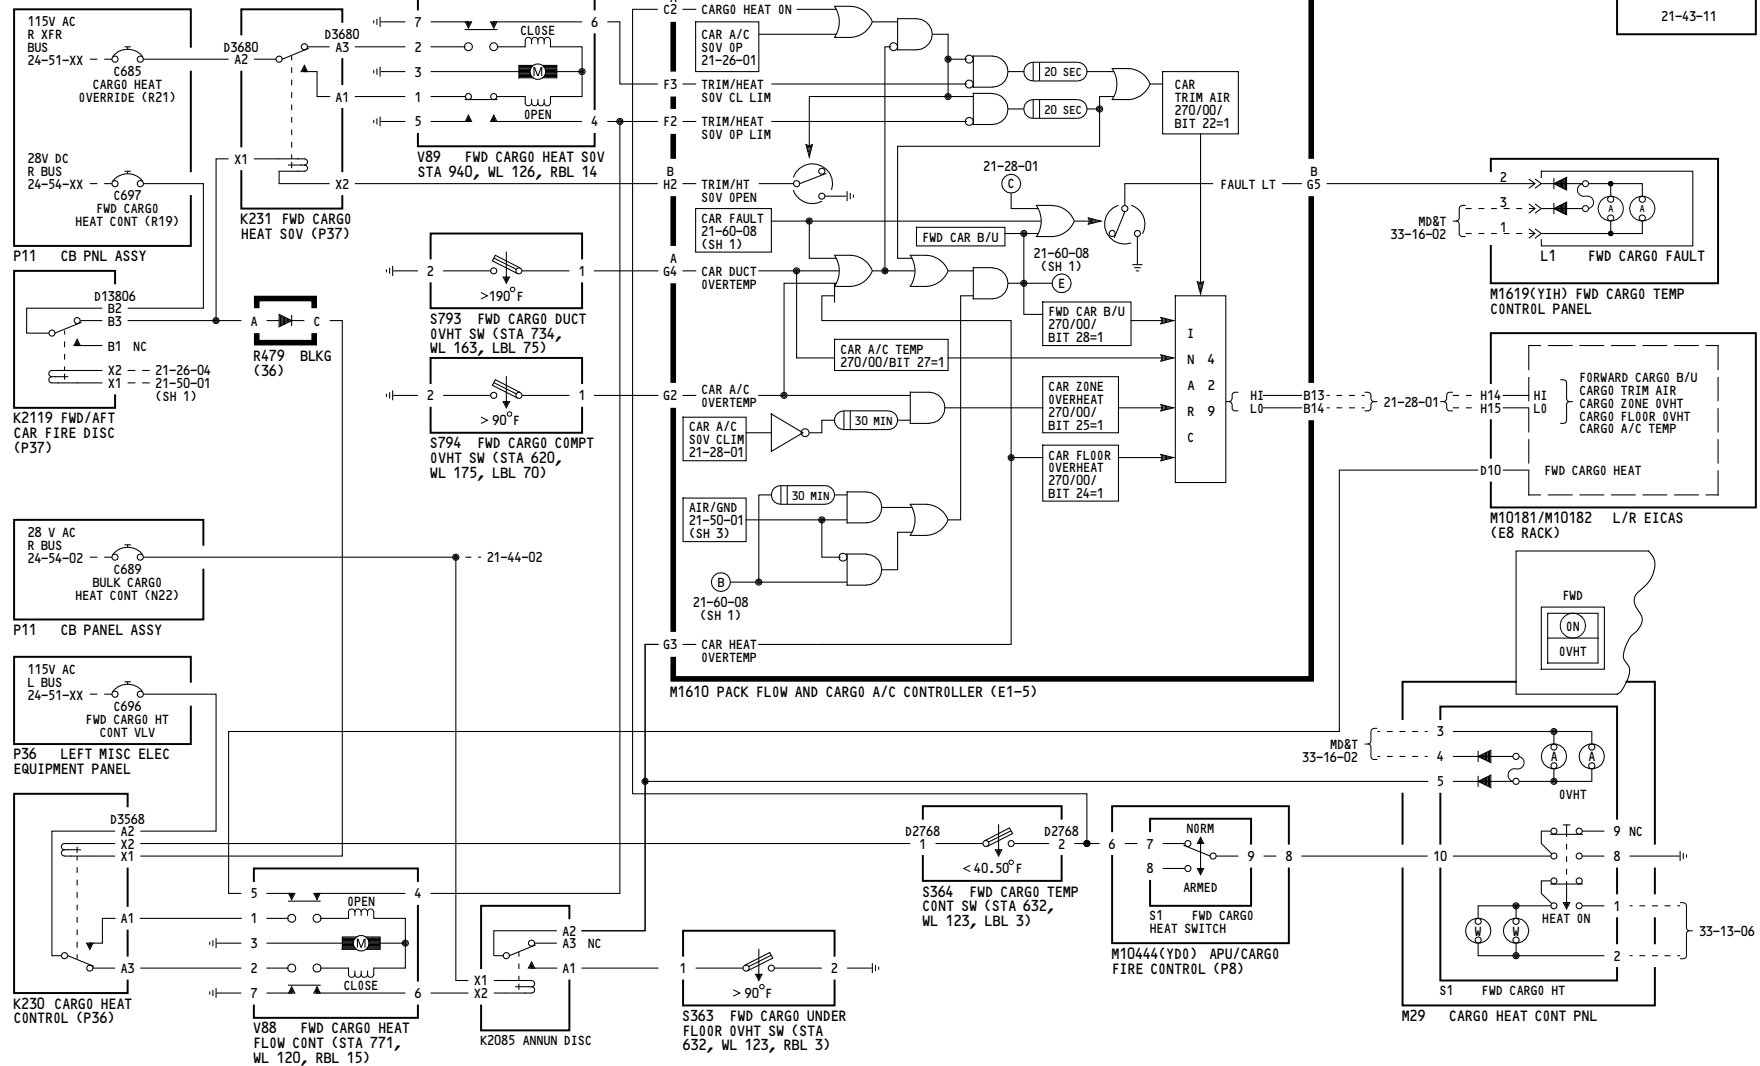 115V AC
R XFR
BUS
24-51-XX
C685
CARGO HEAT
OVERRIDE (R21)
28V DC
R BUS
24-54-XX
C697
FWD CARGO
HEAT CONT (R19)
P11 CB PNL ASSY
D3680
A2
D3680
A3
A1
X1
X2
K231 FWD CARGO
HEAT SOV (P37)
7
2
3
1
5
CLOSE
M
OPEN
6
4
V89 FWD CARGO HEAT SOV
STA 940, WL 126, RBL 14
D13806
B2
B3
B1 NC
X2 21-26-04
X1 21-50-01
(SH 1)
K2119 FWD/AFT
CAR FIRE DISC
(P37)
A C
R479 BLKG
(36)
2 1
>190°F
S793 FWD CARGO DUCT
OVHT SW (STA 734,
WL 163, LBL 75)
2 1
>90°F
S794 FWD CARGO COMPT
OVHT SW (STA 620,
WL 175, LBL 70)
C2 CARGO HEAT ON
CAR A/C
SOV OP
21-26-01
F3 TRIM/HEAT
SOV CL LIM
F2 TRIM/HEAT
SOV OP LIM
B
H2 TRIM/HT
SOV OPEN
CAR FAULT
21-60-08
(SH 1)
A
G4 CAR DUCT
OVERTEMP
G2 CAR A/C
OVERTEMP
CAR A/C
SOV CLIM
21-28-01
30 MIN
AIR/GND
21-50-01
(SH 3)
30 MIN
B
21-60-08
(SH 1)
G3 CAR HEAT
OVERTEMP
20 SEC
20 SEC
CAR
TRIM AIR
270/00/
BIT 22=1
21-28-01
C
FWD CAR B/U
21-60-08
(SH 1)
E
FWD CAR B/U
270/00/
BIT 28=1
CAR A/C TEMP
270/00/BIT 27=1
CAR ZONE
OVERHEAT
270/00/
BIT 25=1
CAR FLOOR
OVERHEAT
270/00/
BIT 24=1
I
N 4
A 2
R 9
C
FAULT LT
B
G5
HI B13
LO B14
21-28-01
M1610 PACK FLOW AND CARGO A/C CONTROLLER (E1-5)
21-43-11
2
3
1
MD&T
33-16-02
A A
L1 FWD CARGO FAULT
M1619(YIH) FWD CARGO TEMP
CONTROL PANEL
H14 HI
H15 LO
FORWARD CARGO B/U
CARGO TRIM AIR
CARGO ZONE OVHT
CARGO FLOOR OVHT
CARGO A/C TEMP
D10 FWD CARGO HEAT
M10181/M10182 L/R EICAS
(E8 RACK)
FWD
ON
OVHT
28 V AC
R BUS
24-54-02
C689
BULK CARGO
HEAT CONT (N22)
P11 CB PANEL ASSY
21-44-02
115V AC
L BUS
24-51-XX
C696
FWD CARGO HT
CONT VLV
P36 LEFT MISC ELEC
EQUIPMENT PANEL
D3568
A2
X2
X1
A1
A3
K230 CARGO HEAT
CONTROL (P36)
5
1
3
2
7
OPEN
M
CLOSE
4
6
V88 FWD CARGO HEAT
FLOW CONT (STA 771,
WL 120, RBL 15)
A2
A3 NC
A1
X1
X2
K2085 ANNUN DISC
1 2
>90°F
S363 FWD CARGO UNDER
FLOOR OVHT SW (STA
632, WL 123, RBL 3)
D2768
1
D2768
2
<40.50°F
S364 FWD CARGO TEMP
CONT SW (STA 632,
WL 123, LBL 3)
6 7
8
NORM
ARMED
9 8
S1 FWD CARGO
HEAT SWITCH
M10444(YD0) APU/CARGO
FIRE CONTROL (P8)
MD&T
33-16-02
3
4
5
A A
OVHT
10
9 NC
8
HEAT ON
1
W W
2
33-13-06
S1 FWD CARGO HT
M29 CARGO HEAT CONT PNL